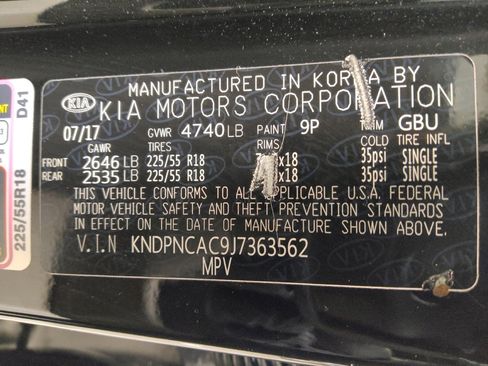 MANUFACTURED IN KOREA BY
KIA KIA MOTORS CORPORATION
07/17 GVWR 4740 LB PAINT 9P GBU
GAWR TIRES RIMS COLD TIRE INFL
FRONT 2646 LB 225/55 R18 x18 35psi SINGLE
REAR 2535 LB 225/55 R18 x18 35psi SINGLE
THIS VEHICLE CONFORMS TO ALL APPLICABLE U.S.A. FEDERAL
MOTOR VEHICLE SAFETY AND THEFT PREVENTION STANDARDS
IN EFFECT ON THE DATE OF MANUFACTURE SHOWN ABOVE.
V.I.N KNDPNCAC9J7363562
MPV
D41
225/55R18